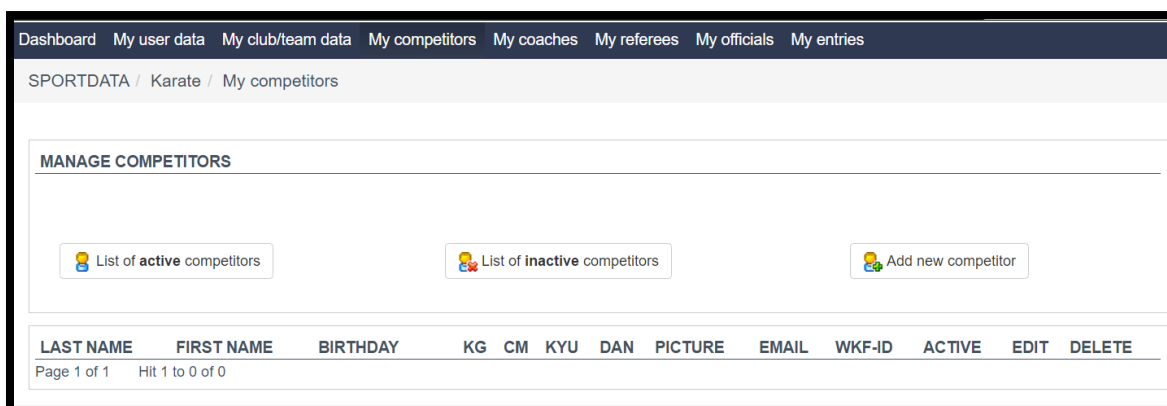 Dashboard My user data My club/team data My competitors My coaches My referees My officials My entries
SPORTDATA / Karate / My competitors
MANAGE COMPETITORS
List of active competitors List of inactive competitors Add new competitor
LAST NAME FIRST NAME BIRTHDAY KG CM KYU DAN PICTURE EMAIL WKF-ID ACTIVE EDIT DELETE
Page 1 of 1 Hit 1 to 0 of 0